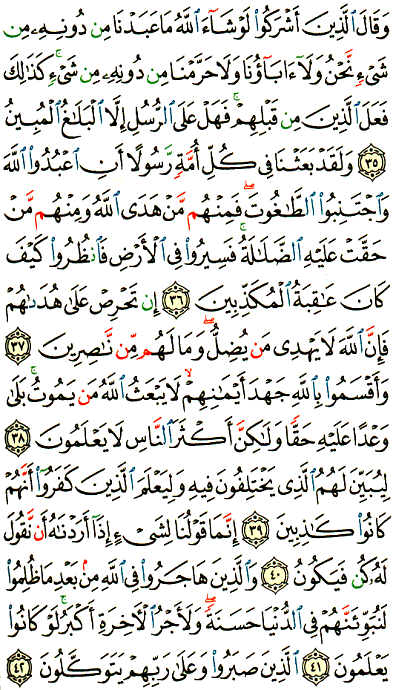 وَقَالَ ٱلَّذِينَ أَشْرَكُوا۟ لَوْ شَآءَ ٱللَّهُ مَا عَبَدْنَا مِن دُونِهِۦ مِن
شَىْءٍ نَّحْنُ وَلَآ ءَابَآؤُنَا وَلَا حَرَّمْنَا مِن دُونِهِۦ مِن شَىْءٍ ۚ كَذَٰلِكَ
فَعَلَ ٱلَّذِينَ مِن قَبْلِهِمْ ۚ فَهَلْ عَلَى ٱلرُّسُلِ إِلَّا ٱلْبَلَٰغُ ٱلْمُبِينُ
٣٥ وَلَقَدْ بَعَثْنَا فِى كُلِّ أُمَّةٍ رَّسُولًا أَنِ ٱعْبُدُوا۟ ٱللَّهَ
وَٱجْتَنِبُوا۟ ٱلطَّٰغُوتَ ۖ فَمِنْهُم مَّنْ هَدَى ٱللَّهُ وَمِنْهُم مَّنْ
حَقَّتْ عَلَيْهِ ٱلضَّلَٰلَةُ ۚ فَسِيرُوا۟ فِى ٱلْأَرْضِ فَٱنظُرُوا۟ كَيْفَ
كَانَ عَٰقِبَةُ ٱلْمُكَذِّبِينَ ٣٦ إِن تَحْرِصْ عَلَىٰ هُدَىٰهُمْ
فَإِنَّ ٱللَّهَ لَا يَهْدِى مَن يُضِلُّ ۖ وَمَا لَهُم مِّن نَّٰصِرِينَ ٣٧
وَأَقْسَمُوا۟ بِٱللَّهِ جَهْدَ أَيْمَٰنِهِمْ ۙ لَا يَبْعَثُ ٱللَّهُ مَن يَمُوتُ ۚ بَلَىٰ
وَعْدًا عَلَيْهِ حَقًّا وَلَٰكِنَّ أَكْثَرَ ٱلنَّاسِ لَا يَعْلَمُونَ ٣٨
لِيُبَيِّنَ لَهُمُ ٱلَّذِى يَخْتَلِفُونَ فِيهِ وَلِيَعْلَمَ ٱلَّذِينَ كَفَرُوٓا۟ أَنَّهُمْ
كَانُوا۟ كَٰذِبِينَ ٣٩ إِنَّمَا قَوْلُنَا لِشَىْءٍ إِذَآ أَرَدْنَٰهُ أَن نَّقُولَ
لَهُۥ كُن فَيَكُونُ ٤٠ وَٱلَّذِينَ هَاجَرُوا۟ فِى ٱللَّهِ مِنۢ بَعْدِ مَا ظُلِمُوا۟
لَنُبَوِّئَنَّهُمْ فِى ٱلدُّنْيَا حَسَنَةً ۖ وَلَأَجْرُ ٱلْءَاخِرَةِ أَكْبَرُ ۚ لَوْ كَانُوا۟
يَعْلَمُونَ ٤١ ٱلَّذِينَ صَبَرُوا۟ وَعَلَىٰ رَبِّهِمْ يَتَوَكَّلُونَ ٤٢